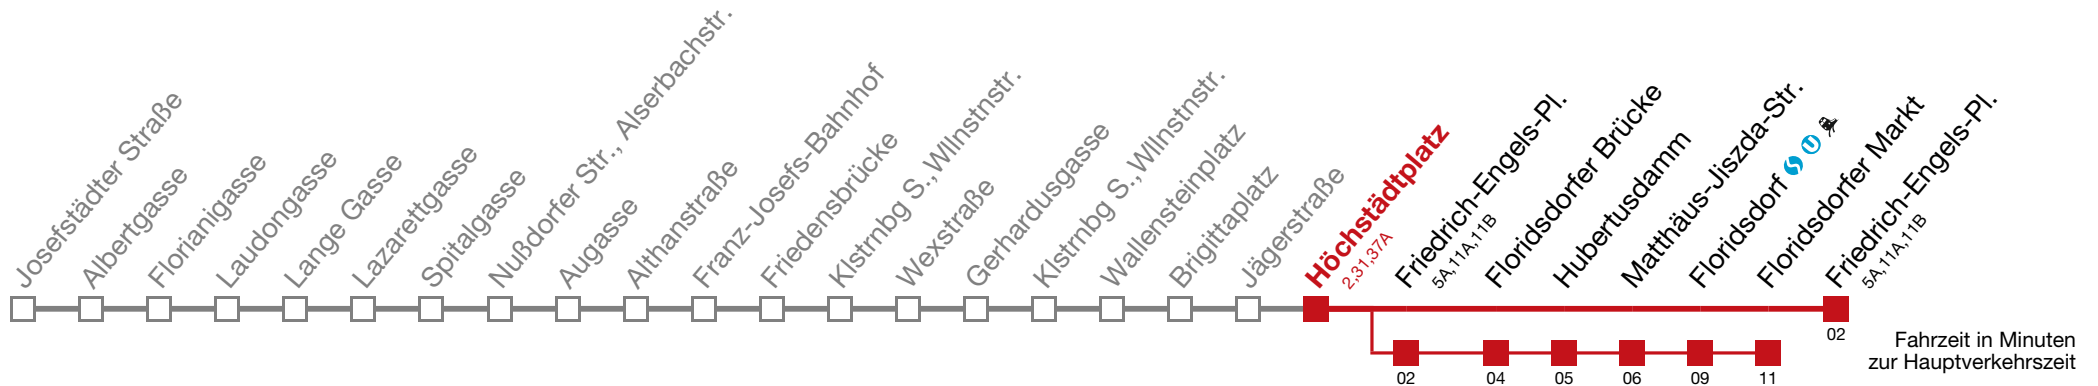 Josefstädter Straße
Albertgasse
Florianigasse
Laudongasse
Lange Gasse
Lazarettgasse
Spitalgasse
Nußdorfer Str., Alserbachstr.
Augasse
Althanstraße
Franz-Josefs-Bahnhof
Friedensbrücke
Klstrnbg S.,Wllnstnstr.
Wexstraße
Gerhardusgasse
Klstrnbg S.,Wllnstnstr.
Wallensteinplatz
Brigittaplatz
Jägerstraße
Höchstädtplatz
2,31,37A
Friedrich-Engels-Pl.
5A,11A,11B
Floridsdorfer Brücke
Hubertusdamm
Matthäus-Jiszda-Str.
Floridsdorf S U
Floridsdorfer Markt
Friedrich-Engels-Pl.
5A,11A,11B
02
02
04
05
06
09
11
Fahrzeit in Minuten
zur Hauptverkehrszeit